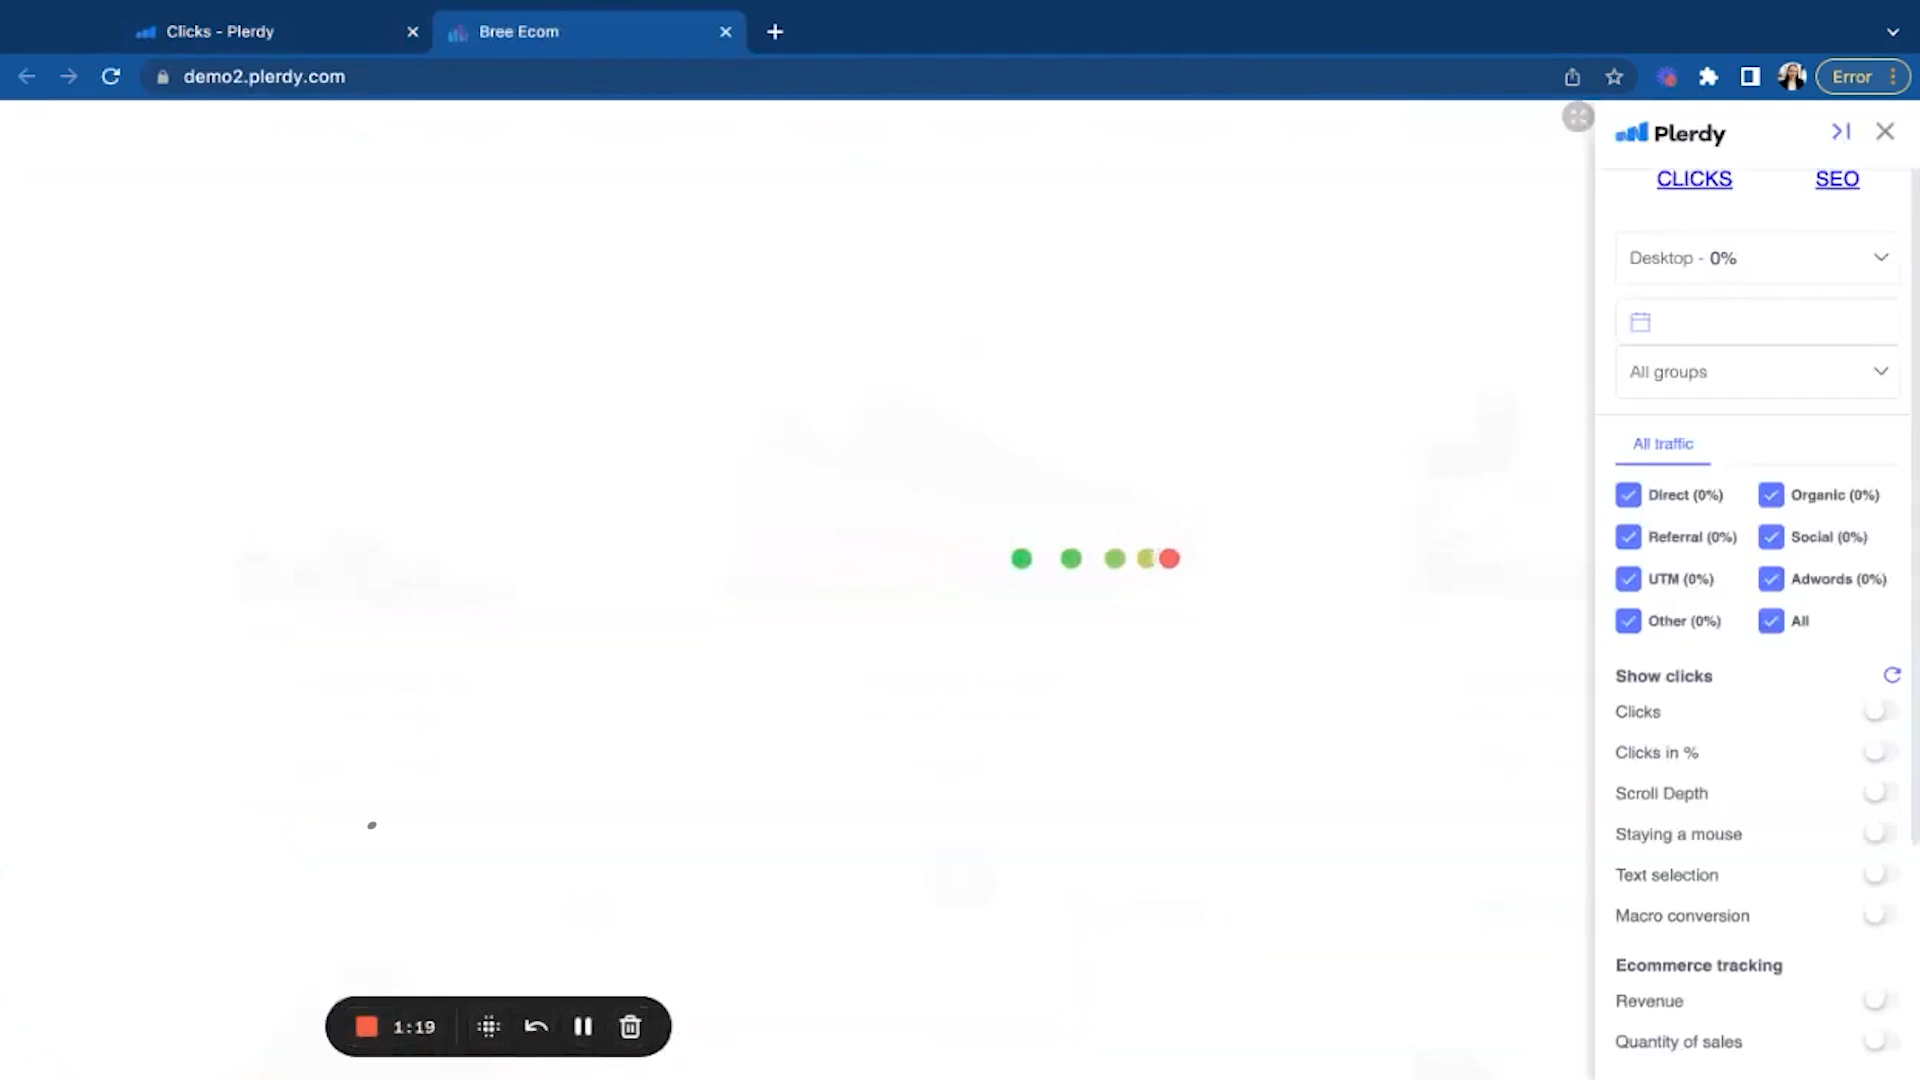 Clicks - Plerdy
Bree Ecom
demo2.plerdy.com
Error
Plerdy
CLICKS SEO
Desktop - 0%
All groups
All traffic
Direct (0%) Organic (0%)
Referral (0%) Social (0%)
UTM (0%) Adwords (0%)
Other (0%) All
Show clicks
Clicks
Clicks in %
Scroll Depth
Staying a mouse
Text selection
Macro conversion
Ecommerce tracking
Revenue
Quantity of sales
1:19